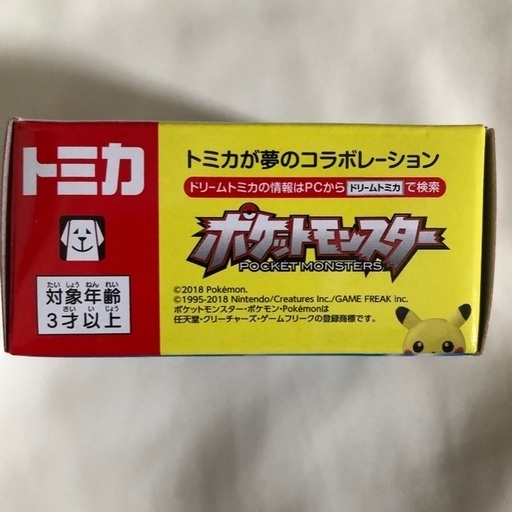 トミカ
たい しょう ねん れい
対象年齢
さい い じょう
3才以上
トミカが夢のコラボレーション
ドリームトミカの情報はPCから ドリームトミカ で検索
ポケットモンスター
POCKET MONSTERS
©2018 Pokémon.
©1995-2018 Nintendo/Creatures Inc./GAME FREAK inc.
ポケットモンスター・ポケモン・Pokémonは
任天堂・クリーチャーズ・ゲームフリークの登録商標です。